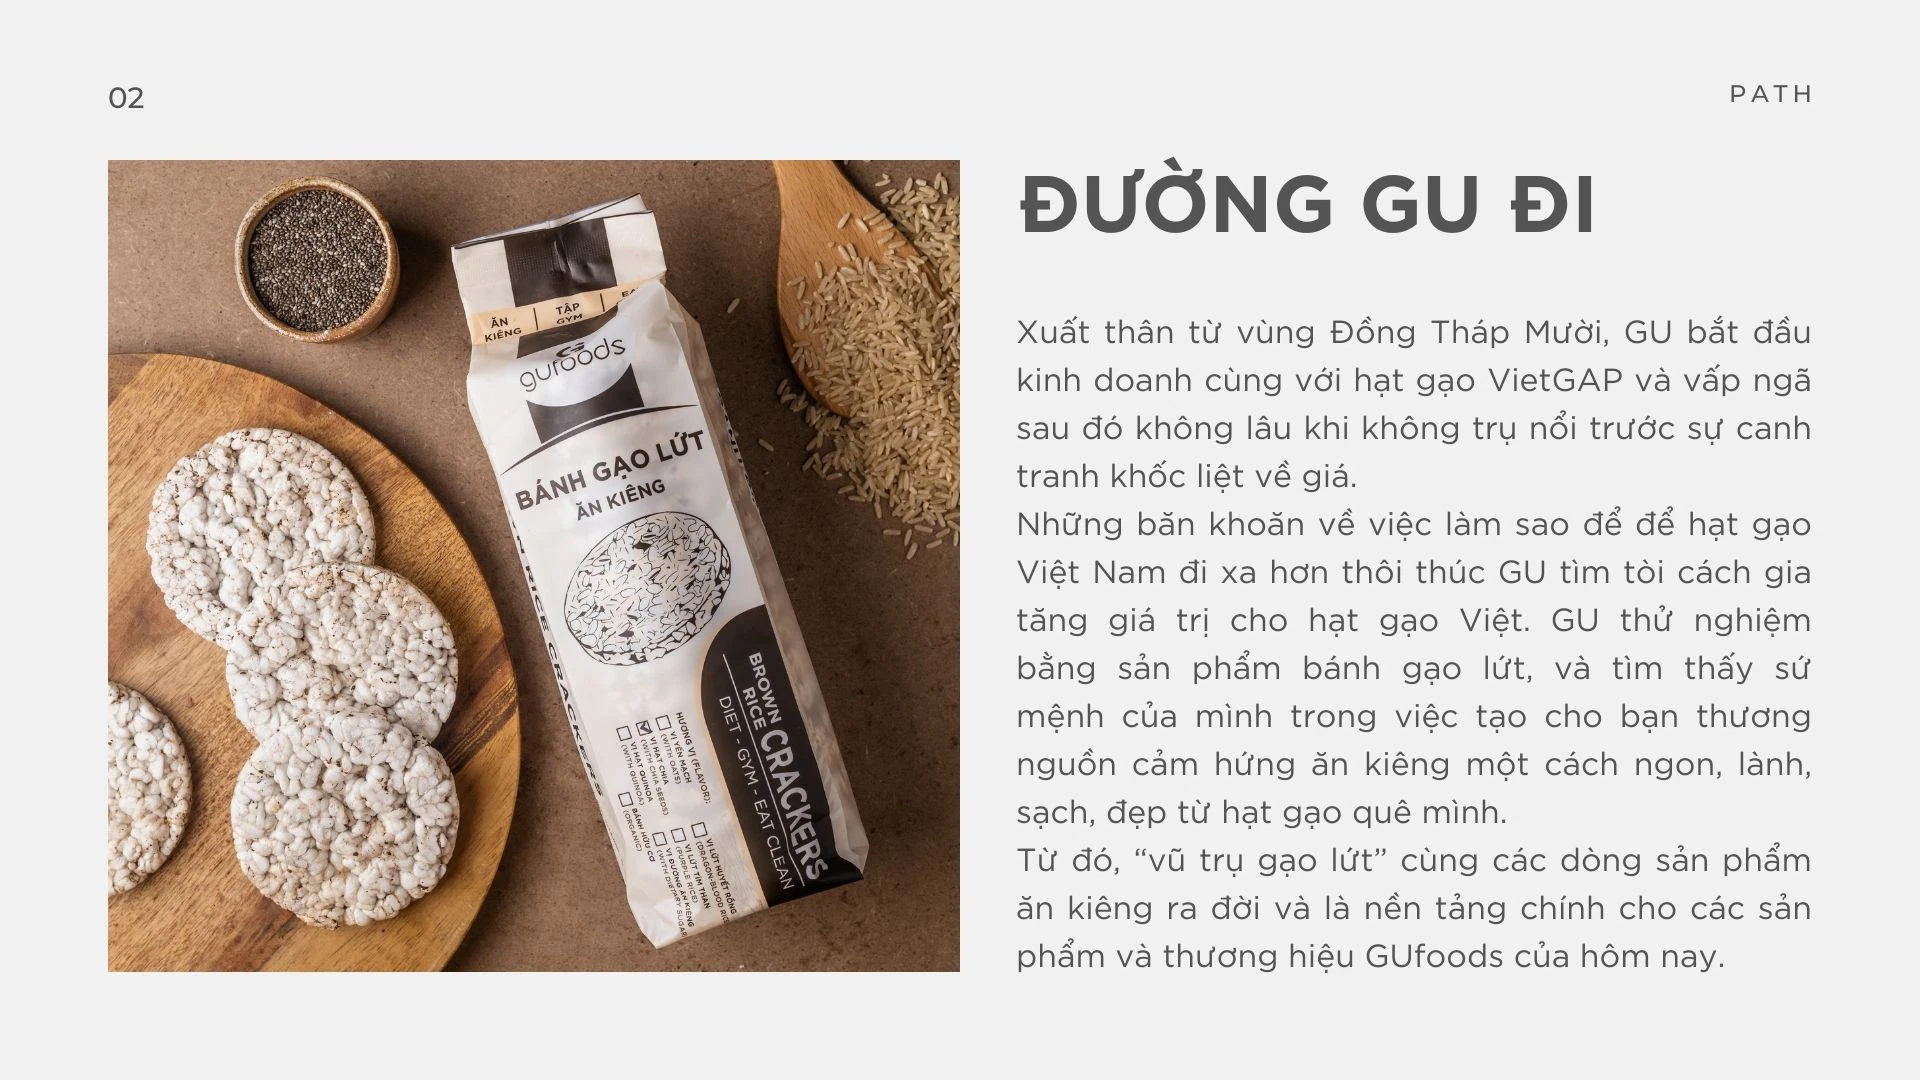 02
PATH
ĐƯỜNG GU ĐI
Xuất thân từ vùng Đồng Tháp Mười, GU bắt đầu
kinh doanh cùng với hạt gạo VietGAP và vấp ngã
sau đó không lâu khi không trụ nổi trước sự canh
tranh khốc liệt về giá.
Những băn khoăn về việc làm sao để để hạt gạo
Việt Nam đi xa hơn thôi thúc GU tìm tòi cách gia
tăng giá trị cho hạt gạo Việt. GU thử nghiệm
bằng sản phẩm bánh gạo lứt, và tìm thấy sứ
mệnh của mình trong việc tạo cho bạn thương
nguồn cảm hứng ăn kiêng một cách ngon, lành,
sạch, đẹp từ hạt gạo quê mình.
Từ đó, “vũ trụ gạo lứt” cùng các dòng sản phẩm
ăn kiêng ra đời và là nền tảng chính cho các sản
phẩm và thương hiệu GUfoods của hôm nay.
ĂN
KIÊNG
TẬP
GYM
gufoods
BÁNH GẠO LỨT
ĂN KIÊNG
BROWN
RICE CRACKERS
DIET - GYM - EAT CLEAN
HƯƠNG VỊ (FLAVOR):
VỊ YẾN MẠCH
(WITH OATS)
VỊ HẠT CHIA
(WITH CHIA SEEDS)
VỊ HẠT QUINOA
(WITH QUINOA)
BÁNH HỮU CƠ
(ORGANIC)
VỊ LỨT HUYẾT RỒNG
(DRAGON-BLOOD RIC
VỊ LỨT TÍM THAN
(PURPLE RICE)
VỊ ĐƯỜNG ĂN KIÊNG
(WITH DIETARY SUGAR
RICE CRACKERS